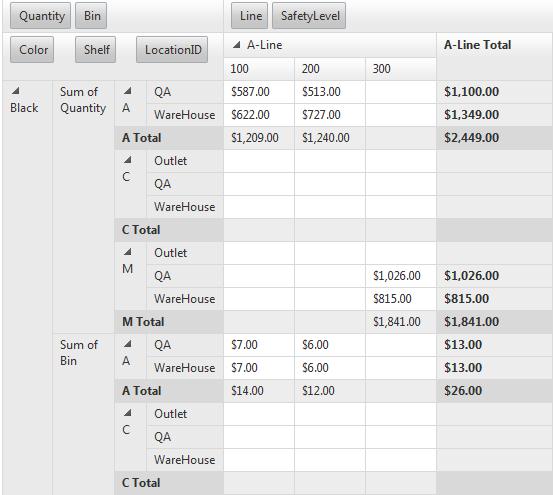 Quantity Bin Line SafetyLevel
Color Shelf LocationID A-Line A-Line Total
100 200 300
Black Sum of Quantity A QA $587.00 $513.00 $1,100.00
WareHouse $622.00 $727.00 $1,349.00
A Total $1,209.00 $1,240.00 $2,449.00
C Outlet
QA
WareHouse
C Total
M Outlet
QA $1,026.00 $1,026.00
WareHouse $815.00 $815.00
M Total $1,841.00 $1,841.00
Sum of Bin A QA $7.00 $6.00 $13.00
WareHouse $7.00 $6.00 $13.00
A Total $14.00 $12.00 $26.00
C Outlet
QA
WareHouse
C Total